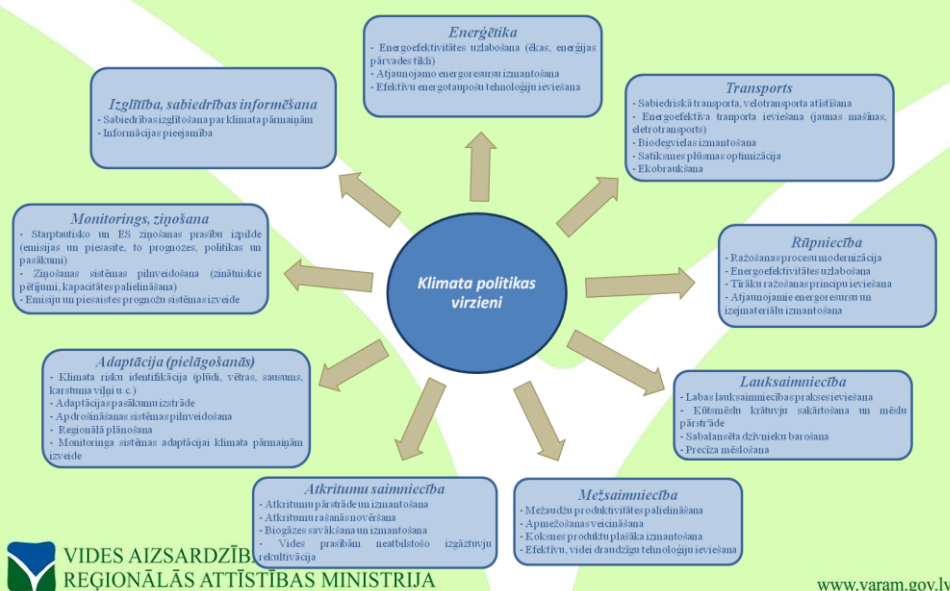 Klimata politikas
virzieni
Enerģētika
- Energoefektivitātes uzlabošana (ēkas, enerģijas
pārvades tīkli)
- Atjaunojamo energoresursu izmantošana
- Efektīvu energotaupošu tehnoloģiju ieviešana
Transports
- Sabiedriskā transporta, velotransporta atīstīšana
- Energoefektīva tranporta ieviešana (jaunas mašīnas,
eletrotransports)
- Biodegvielas izmantošana
- Satiksmes plūsmas optimizācija
- Ekobraukšana
Rūpniecība
- Ražošanas procesu modernizācija
- Energoefektivitātes uzlabošana
- Tīrāku ražošanas principu ieviešana
- Atjaunojamie energoresursu un
izejmateriālu izmantošana
Lauksaimniecība
- Labas lauksaimniecības prakses ieviešana
- Kūtsmēslu krātuvju sakārtošana un mēslu
pārstrāde
- Sabalansēta dzīvnieku barošana
- Precīza mēslošana
Mežsaimniecība
- Mežaudžu produktivitātes palielināšana
- Apmežošanas veicināšana
- Koksnes produktu plašāka izmantošana
- Efektīvu, videi draudzīgu tehnoloģiju ieviešana
Atkritumu saimniecība
- Atkritumu pārstrāde un izmantošana
- Atkritumu rašanās novēršana
- Biogāzes savākšana un izmantošana
- Vides prasībām neatbilstošo izgāztuvju
rekultivācija
Adaptācija (pielāgošanās)
- Klimata risku identifikācija (plūdi, vētras, sausums,
karstuma viļņi u.c.)
- Adaptācijas pasākumu izstrāde
- Apdrošināšanas sistēmas pilnveidošana
- Reģionālā plānošana
- Monitoringa sistēmas adaptācijai klimata pārmaiņām
izveide
Monitorings, ziņošana
- Starptautisko un ES ziņošanas prasību izpilde
(emisijas un piesaiste, to prognozes, politikas un
pasākumi)
- Ziņošanas sistēmas pilnveidošana (zinātniskie
pētījumi, kapacitātes palielināšana)
- Emisiju un piesaistes prognožu sistēmas izveide
Izglītība, sabiedrības informēšana
- Sabiedrības izglītošana par klimata pārmaiņām
- Informācijas pieejamība
VIDES AIZSARDZĪB
REĢIONĀLĀS ATTĪSTĪBAS MINISTRIJA
www.varam.gov.lv